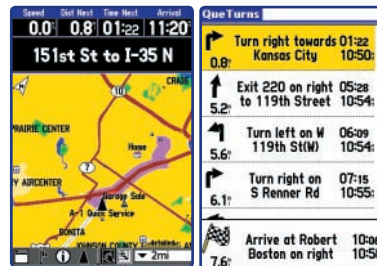 Speed Dist Next Time Next Arrival
0.0 0.8 01:22 11:20
151st St to I-35 N
CRAIG
10
PRAIRIE CENTER
Home
7
Y AIRCENTER
Garage Sale
A-1 Quick Service
BONITA
JOHNSON COUNTY
2mi
QueTurns
Turn right towards 01:22
0.8 Kansas City 10:50:
Exit 220 on right 05:28
5.2 to 119th Street 10:54:
Turn left on W 06:09
119th St(W) 10:54:
Turn right on 07:15
6.1 S Renner Rd 10:55:
Arrive at Robert 10:06
7.6 Boston on right 10:58